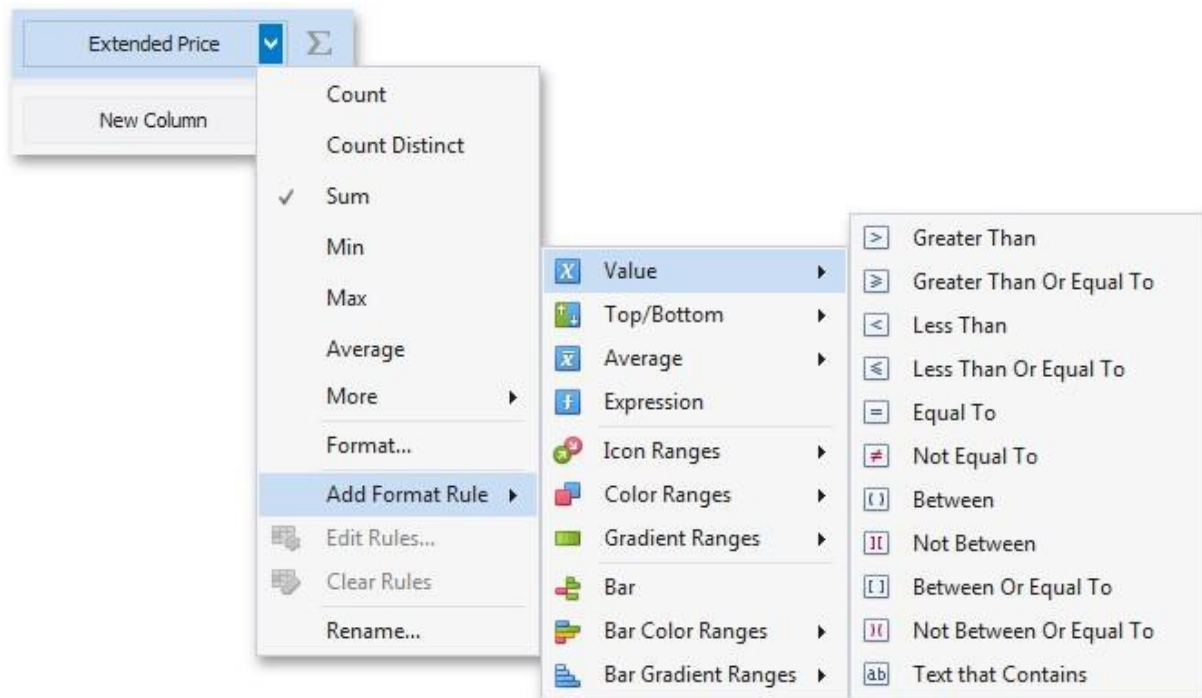 Extended Price
Σ
New Column
Count
Count Distinct
Sum
Min
Max
Average
More
Format...
Add Format Rule
Edit Rules...
Clear Rules
Rename...
Value
Top/Bottom
Average
Expression
Icon Ranges
Color Ranges
Gradient Ranges
Bar
Bar Color Ranges
Bar Gradient Ranges
Greater Than
Greater Than Or Equal To
Less Than
Less Than Or Equal To
Equal To
Not Equal To
Between
Not Between
Between Or Equal To
Not Between Or Equal To
ab Text that Contains